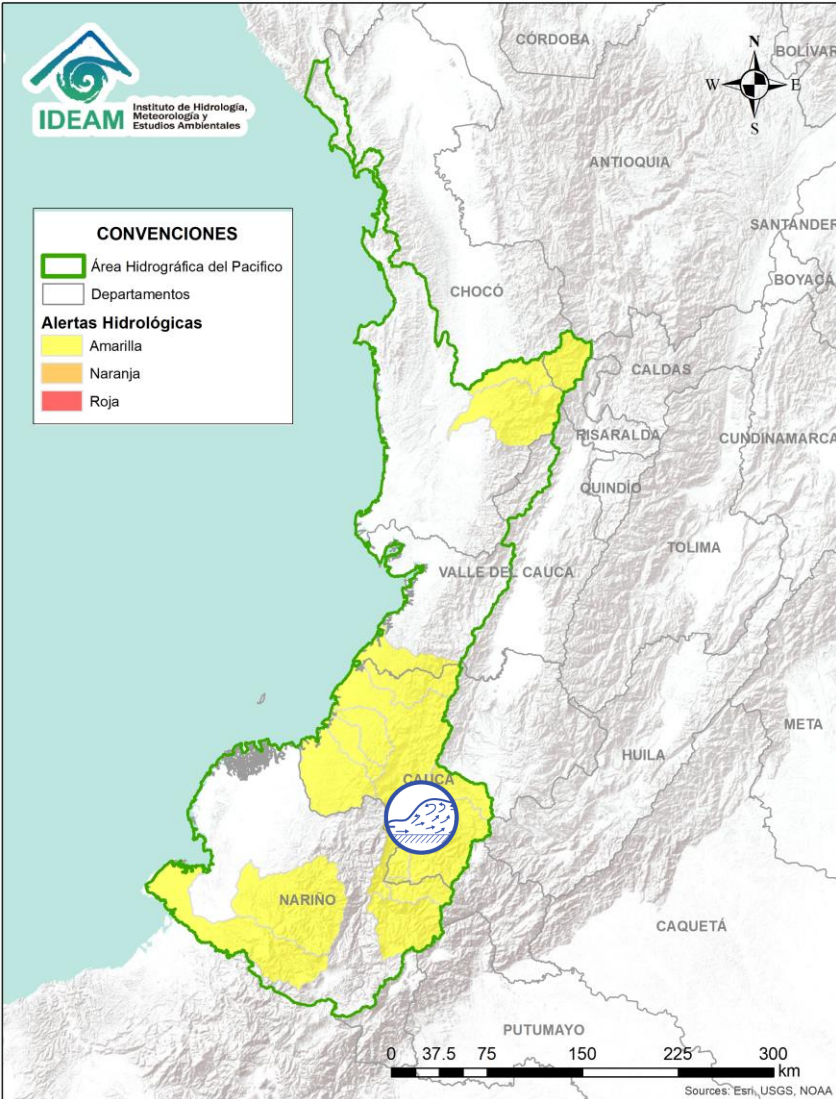 IDEAM
Instituto de Hidrología,
Meteorología y
Estudios Ambientales
N
W
E
S
CÓRDOBA
BOLÍVAR
ANTIOQUIA
SANTANDER
BOYACÁ
CHOCÓ
CALDAS
RISARALDA
CUNDINAMARCA
QUINDÍO
TOLIMA
VALLE DEL CAUCA
META
HUILA
CAUCA
NARIÑO
CAQUETÁ
PUTUMAYO
CONVENCIONES
Área Hidrográfica del Pacifico
Departamentos
Alertas Hidrológicas
Amarilla
Naranja
Roja
0 37.5 75 150 225 300
km
Sources: Esri, USGS, NOAA